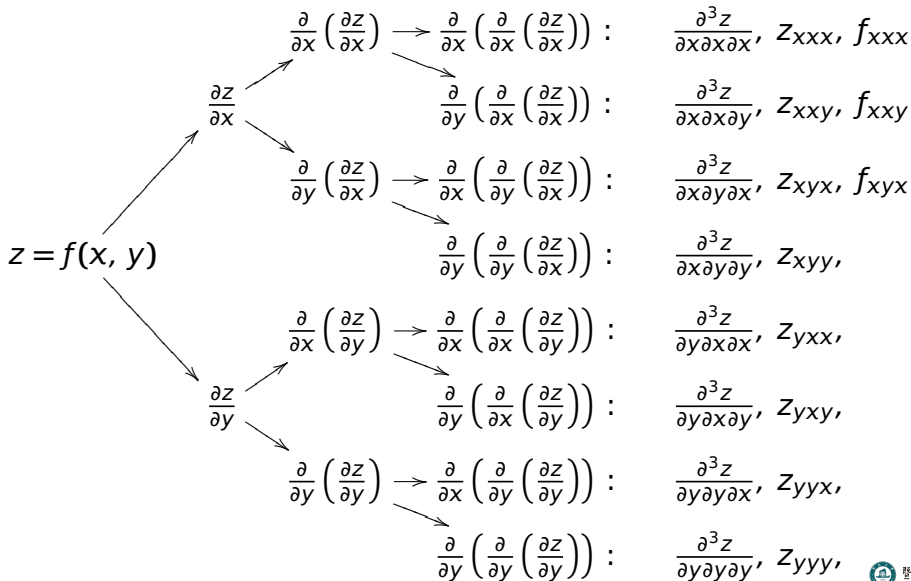 ∂/∂x (∂z/∂x) → ∂/∂x (∂/∂x (∂z/∂x)) : ∂³z/∂x∂x∂x, z_xxx, f_xxx
∂z/∂x ∂/∂y (∂/∂x (∂z/∂x)) : ∂³z/∂x∂x∂y, z_xxy, f_xxy
∂/∂y (∂z/∂x) → ∂/∂x (∂/∂y (∂z/∂x)) : ∂³z/∂x∂y∂x, z_xyx, f_xyx
z = f(x, y) ∂/∂y (∂/∂y (∂z/∂x)) : ∂³z/∂x∂y∂y, z_xyy,
∂/∂x (∂z/∂y) → ∂/∂x (∂/∂x (∂z/∂y)) : ∂³z/∂y∂x∂x, z_yxx,
∂z/∂y ∂/∂y (∂/∂x (∂z/∂y)) : ∂³z/∂y∂x∂y, z_yxy,
∂/∂y (∂z/∂y) → ∂/∂x (∂/∂y (∂z/∂y)) : ∂³z/∂y∂y∂x, z_yyx,
∂/∂y (∂/∂y (∂z/∂y)) : ∂³z/∂y∂y∂y, z_yyy,